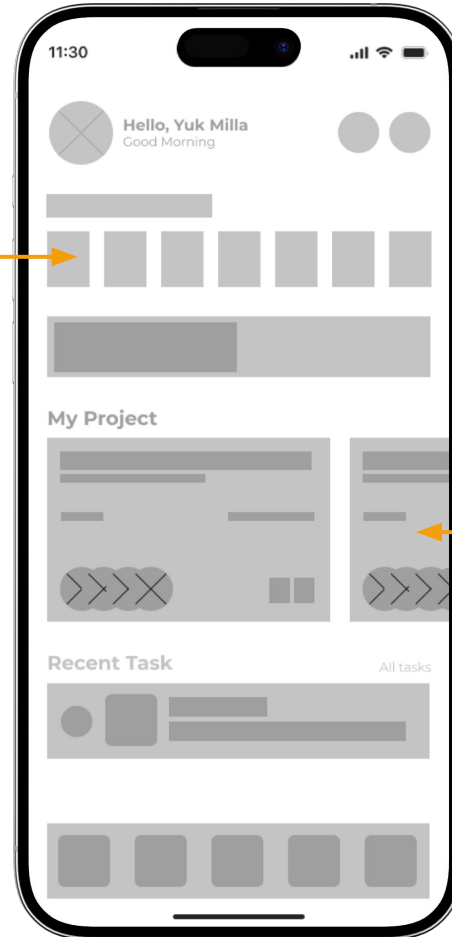 11:30
Hello, Yuk Milla
Good Morning
My Project
Recent Task
All tasks